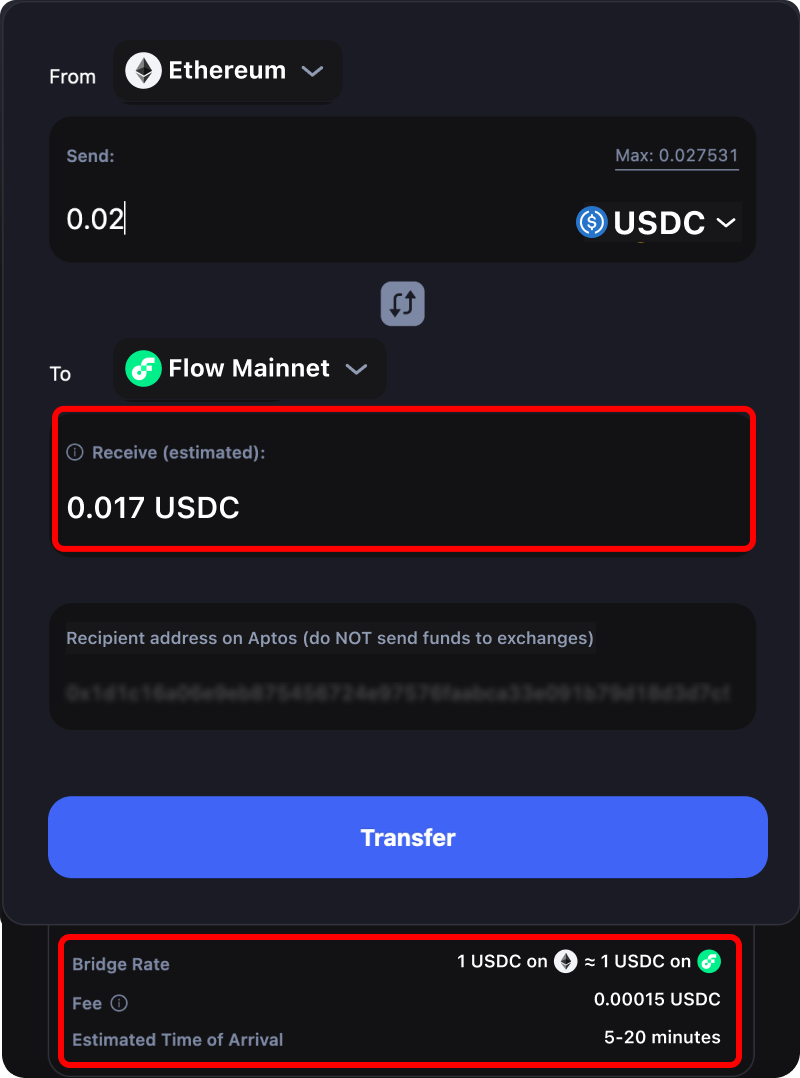 From Ethereum
Send: Max: 0.027531
0.02 USDC
To Flow Mainnet
Receive (estimated):
0.017 USDC
Recipient address on Aptos (do NOT send funds to exchanges)
Transfer
Bridge Rate 1 USDC on ≈ 1 USDC on
Fee 0.00015 USDC
Estimated Time of Arrival 5-20 minutes